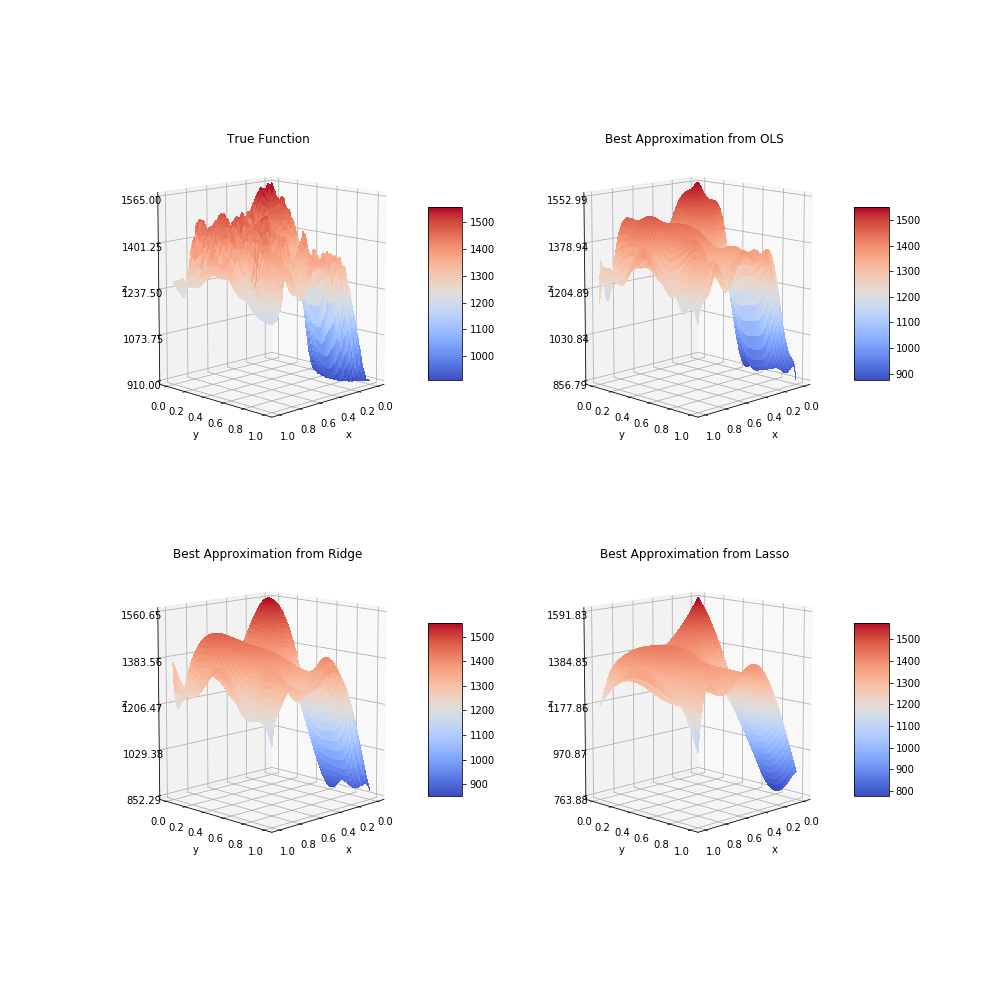 True Function
1565.00
1401.25
1237.50
1073.75
910.00
z
0.0 0.2 0.4 0.6 0.8 1.0
y
1.0 0.8 0.6 0.4 0.2 0.0
x
1500
1400
1300
1200
1100
1000
Best Approximation from OLS
1552.99
1378.94
1204.89
1030.84
856.79
z
0.0 0.2 0.4 0.6 0.8 1.0
y
1.0 0.8 0.6 0.4 0.2 0.0
x
1500
1400
1300
1200
1100
1000
900
Best Approximation from Ridge
1560.65
1383.56
1206.47
1029.38
852.29
z
0.0 0.2 0.4 0.6 0.8 1.0
y
1.0 0.8 0.6 0.4 0.2 0.0
x
1500
1400
1300
1200
1100
1000
900
Best Approximation from Lasso
1591.83
1384.85
1177.86
970.87
763.88
z
0.0 0.2 0.4 0.6 0.8 1.0
y
1.0 0.8 0.6 0.4 0.2 0.0
x
1500
1400
1300
1200
1100
1000
900
800